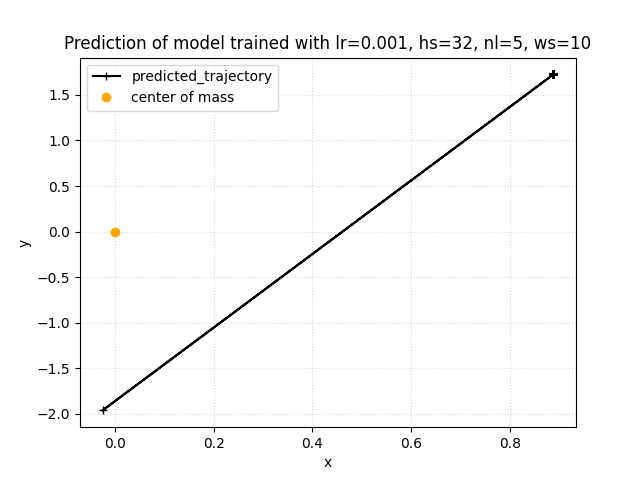 Prediction of model trained with lr=0.001, hs=32, nl=5, ws=10
predicted_trajectory
center of mass
1.5
1.0
0.5
0.0
−0.5
−1.0
−1.5
−2.0
y
0.0 0.2 0.4 0.6 0.8
x